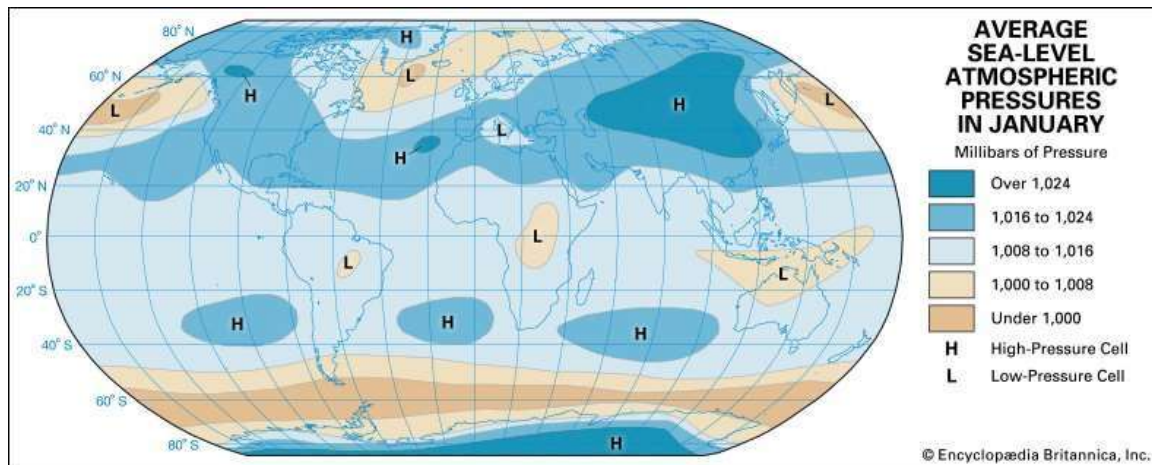 AVERAGE
SEA-LEVEL
ATMOSPHERIC
PRESSURES
IN JANUARY
Millibars of Pressure
Over 1,024
1,016 to 1,024
1,008 to 1,016
1,000 to 1,008
Under 1,000
H High-Pressure Cell
L Low-Pressure Cell
© Encyclopædia Britannica, Inc.
80° N
H
60° N
L
H
L
H
L
40° N
L
H
20° N
0°
L
L
L
20° S
H
H
H
40° S
60° S
80° S
H